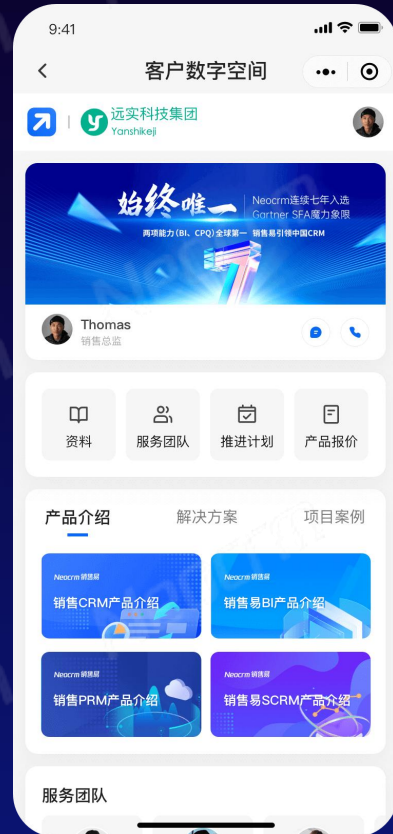 9:41
客户数字空间
远实科技集团
Yanshikeji
始终唯一
Neocrm连续七年入选
Gartner SFA魔力象限
两项能力(BI、CPQ)全球第一 销售易引领中国CRM
Thomas
销售总监
资料
服务团队
推进计划
产品报价
产品介绍
解决方案
项目案例
Neocrm 销售易
销售CRM产品介绍
Neocrm 销售易
销售易BI产品介绍
Neocrm 销售易
销售PRM产品介绍
Neocrm 销售易
销售易SCRM产品介绍
服务团队